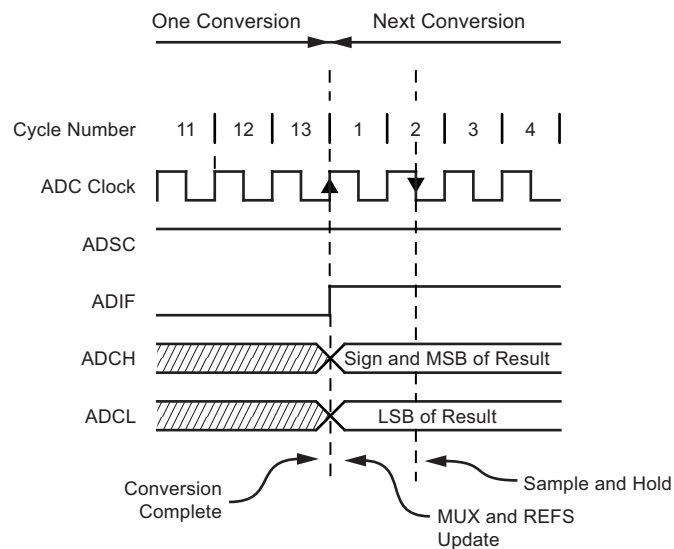 One Conversion Next Conversion
Cycle Number 11 12 13 1 2 3 4
ADC Clock
ADSC
ADIF
ADCH Sign and MSB of Result
ADCL LSB of Result
Conversion
Complete
Sample and Hold
MUX and REFS
Update